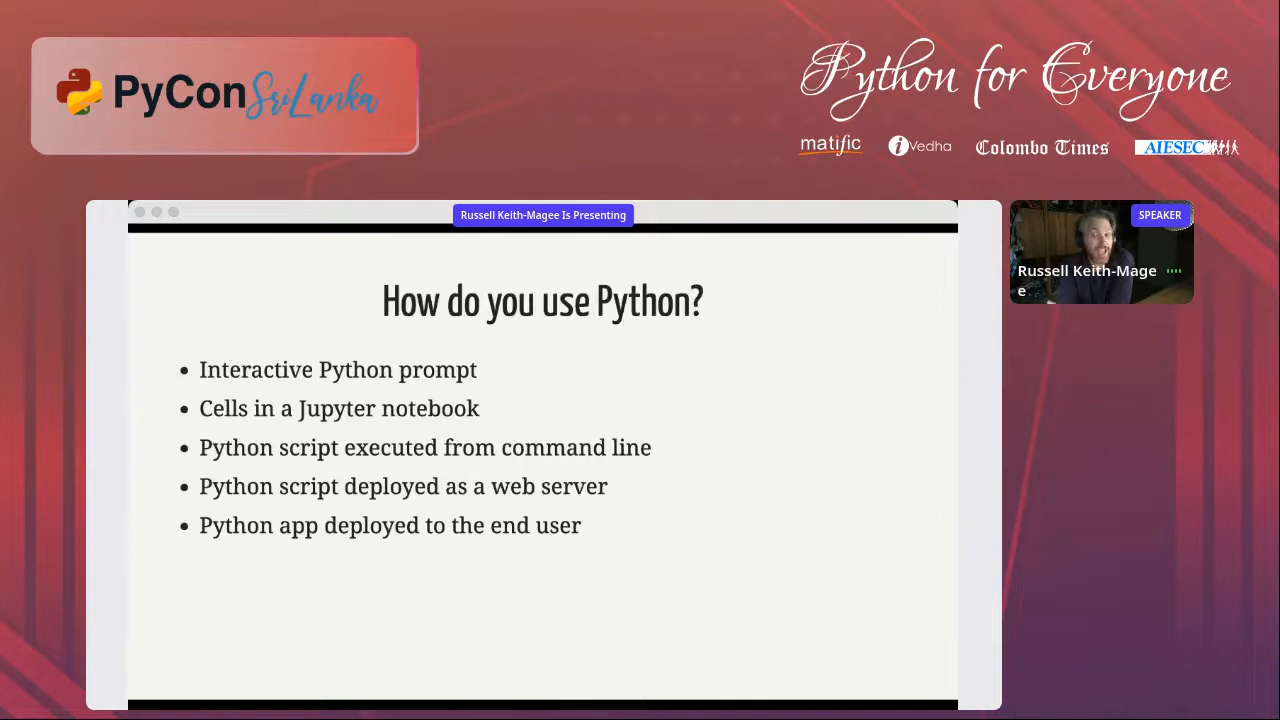 PyCon SriLanka
Python for Everyone
matific
i Vedha
Colombo Times
AIESEC
Russell Keith-Magee Is Presenting
SPEAKER
Russell Keith-Mage
e
How do you use Python?
• Interactive Python prompt
• Cells in a Jupyter notebook
• Python script executed from command line
• Python script deployed as a web server
• Python app deployed to the end user